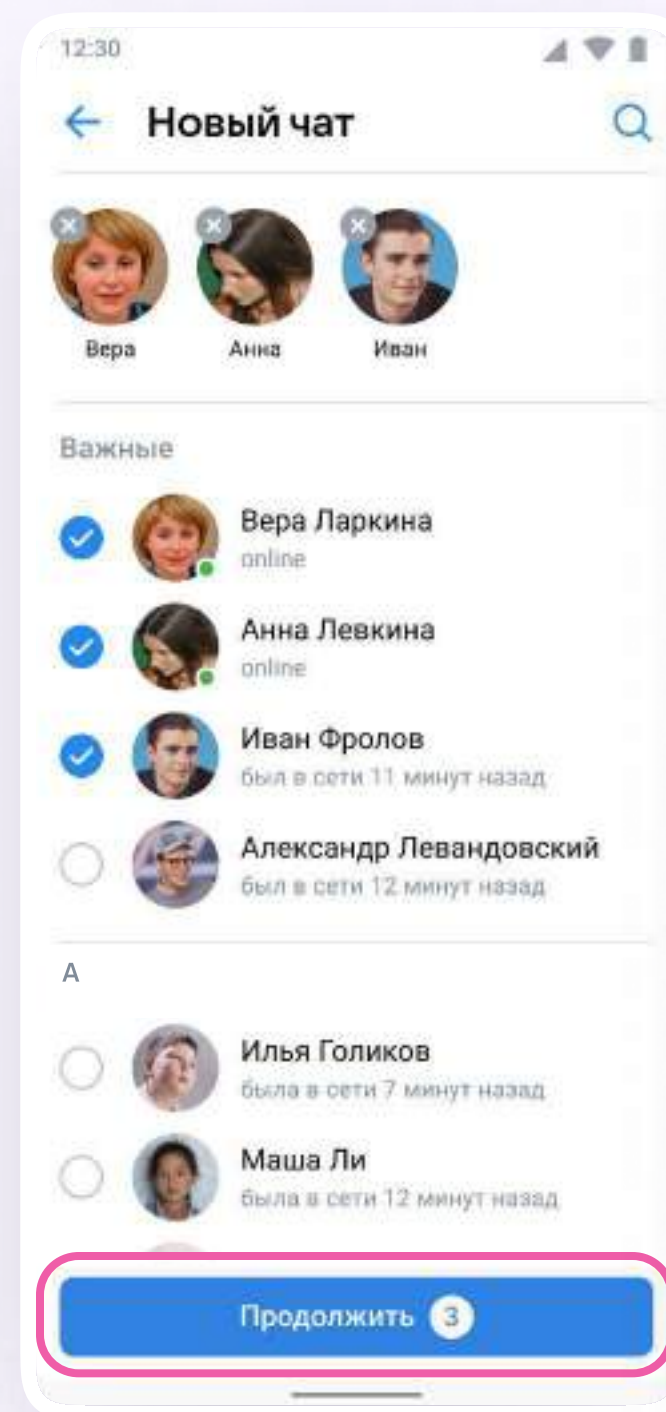 12:30
Новый чат
Вера Анна Иван
Важные
Вера Ларкина
online
Анна Левкина
online
Иван Фролов
был в сети 11 минут назад
Александр Левандовский
был в сети 12 минут назад
А
Илья Голиков
была в сети 7 минут назад
Маша Ли
была в сети 12 минут назад
Продолжить 3